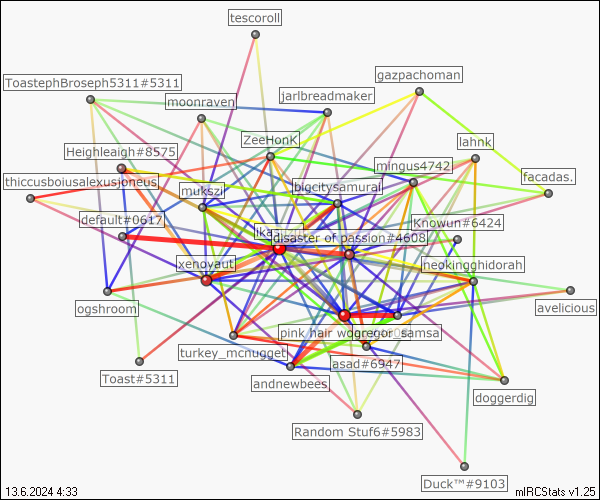 tescoroll
gazpachoman
ToastephBroseph5311#5311
jarlbreadmaker
moonraven
ZeeHonK
lahnk
Heighleaigh#8575
mingus4742
facadas.
thiccusboiusalexusjoneus
mukszi
bigcitysamurai
default#0617
Knowun#6424
disaster of passion#4608
xenovaut
neokingghidorah
ogshroom
avelicious
pink hair
gregor_samsa
turkey_mcnugget
asad#6947
Toast#5311
andnewbees
doggerdig
Random Stuf6#5983
Duck™#9103
13.6.2024 4:33
mIRCStats v1.25